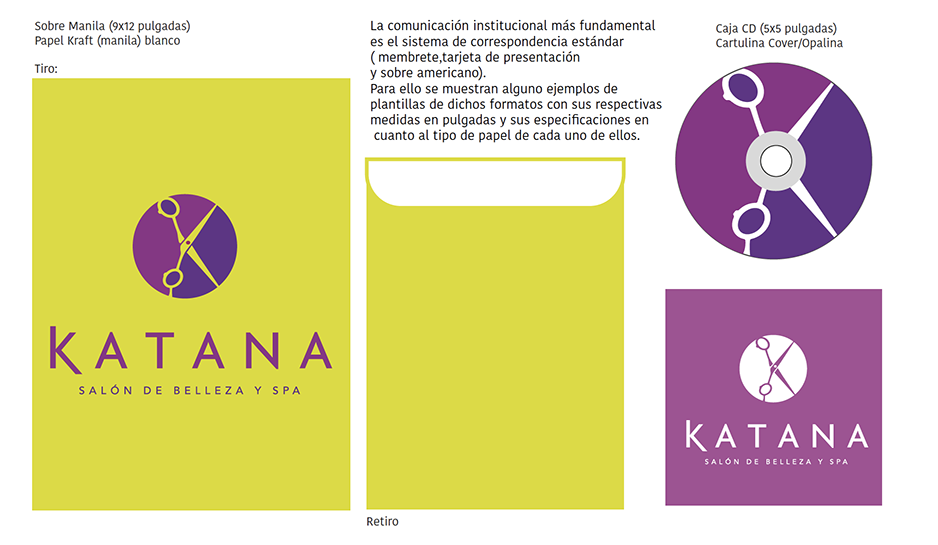 Sobre Manila (9x12 pulgadas)
Papel Kraft (manila) blanco
Tiro:
KATANA
SALÓN DE BELLEZA Y SPA
La comunicación institucional más fundamental
es el sistema de correspondencia estándar
( membrete,tarjeta de presentación
y sobre americano).
Para ello se muestran alguno ejemplos de
plantillas de dichos formatos con sus respectivas
medidas en pulgadas y sus especificaciones en
cuanto al tipo de papel de cada uno de ellos.
Retiro
Caja CD (5x5 pulgadas)
Cartulina Cover/Opalina
KATANA
SALÓN DE BELLEZA Y SPA